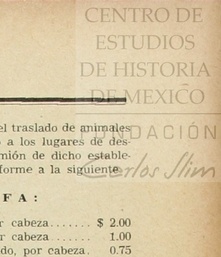 CENTRO DE
ESTUDIOS
DE HISTORIA
DE MEXICO
FUNDACIÓN
Carlos Slim
el traslado de animales
a los lugares de des-
mión de dicho estable-
forme a la siguiente
F A :
r cabeza....... $ 2.00
r cabeza ....... 1.00
do, por cabeza. 0.75